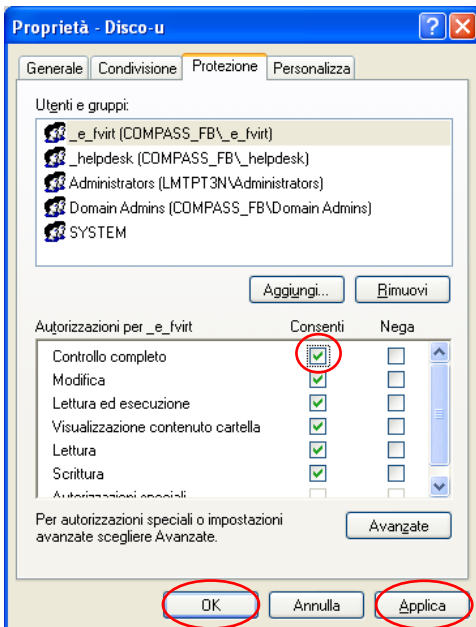 Proprietà - Disco-u
Generale Condivisione Protezione Personalizza
Utenti e gruppi:
_e_fvirt (COMPASS_FB\_e_fvirt)
_helpdesk (COMPASS_FB\_helpdesk)
Administrators (LMTPT3N\Administrators)
Domain Admins (COMPASS_FB\Domain Admins)
SYSTEM
Aggiungi... Rimuovi
Autorizzazioni per _e_fvirt Consenti Nega
Controllo completo
Modifica
Lettura ed esecuzione
Visualizzazione contenuto cartella
Lettura
Scrittura
Autorizzazioni speciali
Per autorizzazioni speciali o impostazioni
avanzate scegliere Avanzate.
Avanzate
OK Annulla Applica